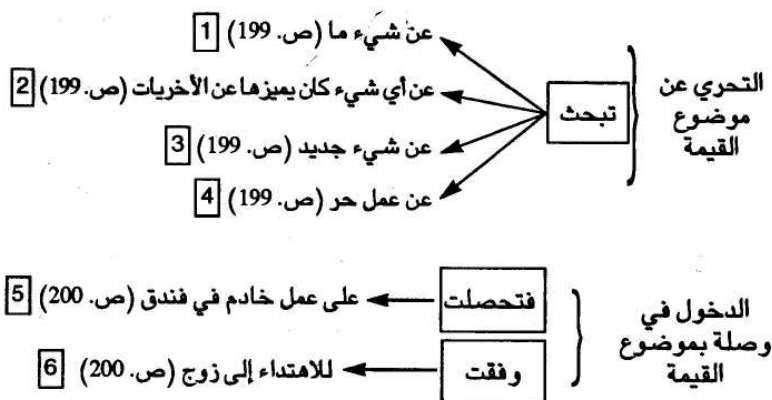 عن شيء ما (ص. 199) 1
عن أي شيء كان يميزها عن الأخريات (ص. 199) 2
عن شيء جديد (ص. 199) 3
عن عمل حر (ص. 199) 4
تبحث
التحري عن
موضوع
القيمة
فتحصلت
على عمل خادم في فندق (ص. 200) 5
وفقت
للاهتداء إلى زوج (ص. 200) 6
الدخول في
وصلة بموضوع
القيمة